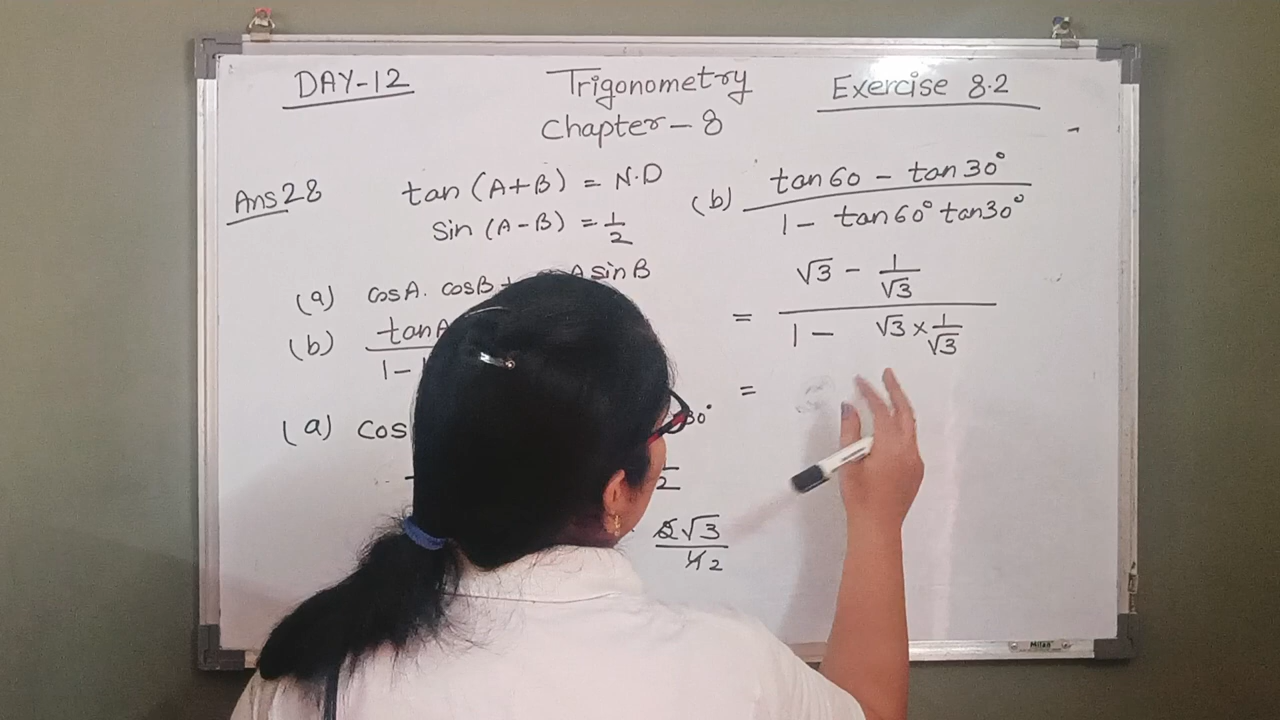 DAY-12
Trigonometry
Chapter - 8
Exercise 8.2
Ans 28
tan (A+B) = N.D
sin (A-B) = 1/2
(a) cosA. cosB + A sinB
(b) tanA
1 -
(a) cos 30°
2
2√3
4 2
(b) tan 60 - tan 30°
1 - tan 60° tan 30°
= √3 - 1/√3
1 - √3 × 1/√3
=
Milan